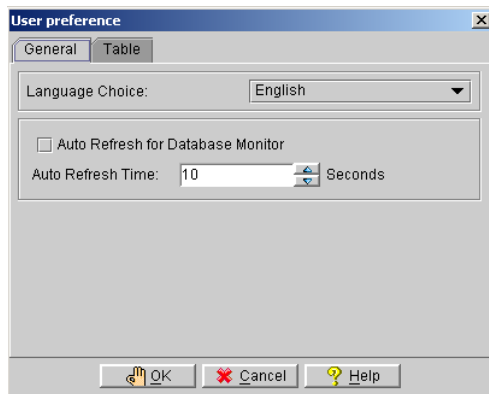 User preference
General Table
Language Choice: English
Auto Refresh for Database Monitor
Auto Refresh Time: 10 Seconds
OK Cancel Help